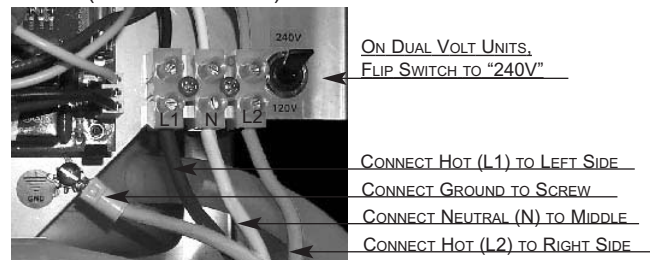 240V
ON DUAL VOLT UNITS,
FLIP SWITCH TO “240V”
120V
L1 N L2
GND
CONNECT HOT (L1) TO LEFT SIDE
CONNECT GROUND TO SCREW
CONNECT NEUTRAL (N) TO MIDDLE
CONNECT HOT (L2) TO RIGHT SIDE